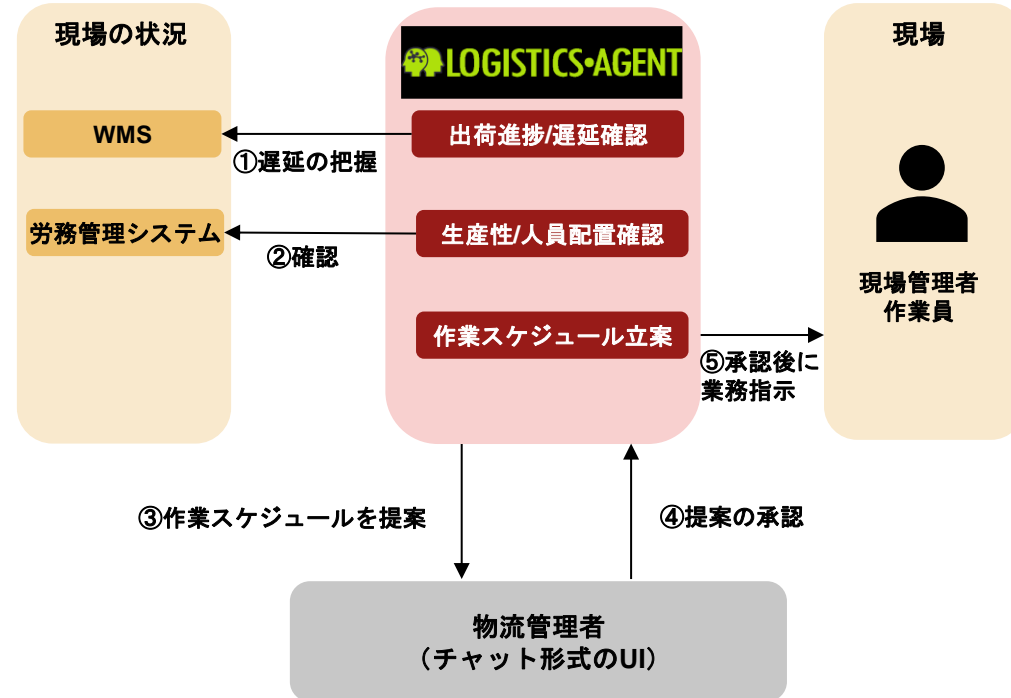 現場の状況
WMS
労務管理システム
LOGISTICS•AGENT
出荷進捗/遅延確認
生産性/人員配置確認
作業スケジュール立案
①遅延の把握
②確認
現場
現場管理者
作業員
⑤承認後に
業務指示
③作業スケジュールを提案
④提案の承認
物流管理者
（チャット形式のUI）